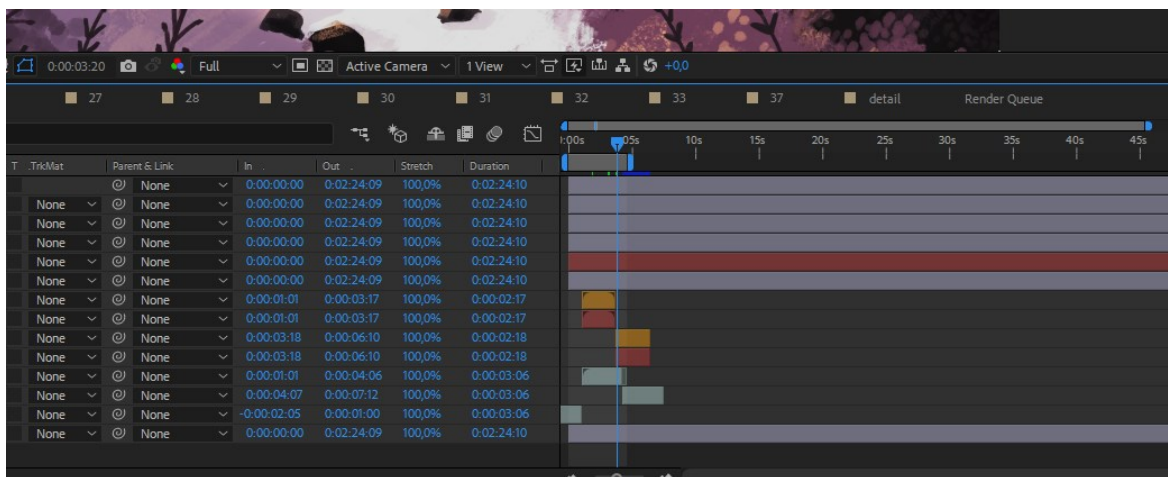 0:00:03:20 Full Active Camera 1 View +0,0
27 28 29 30 31 32 33 37 detail Render Queue
):00s 05s 10s 15s 20s 25s 30s 35s 40s 45s
T .TrkMat Parent & Link In Out Stretch Duration
None 0:00:00:00 0:02:24:09 100,0% 0:02:24:10
None None 0:00:00:00 0:02:24:09 100,0% 0:02:24:10
None None 0:00:00:00 0:02:24:09 100,0% 0:02:24:10
None None 0:00:00:00 0:02:24:09 100,0% 0:02:24:10
None None 0:00:00:00 0:02:24:09 100,0% 0:02:24:10
None None 0:00:00:00 0:02:24:09 100,0% 0:02:24:10
None None 0:00:01:01 0:00:03:17 100,0% 0:00:02:17
None None 0:00:01:01 0:00:03:17 100,0% 0:00:02:17
None None 0:00:03:18 0:00:06:10 100,0% 0:00:02:18
None None 0:00:03:18 0:00:06:10 100,0% 0:00:02:18
None None 0:00:01:01 0:00:04:06 100,0% 0:00:03:06
None None 0:00:04:07 0:00:07:12 100,0% 0:00:03:06
None None -0:00:02:05 0:00:01:00 100,0% 0:00:03:06
None None 0:00:00:00 0:02:24:09 100,0% 0:02:24:10